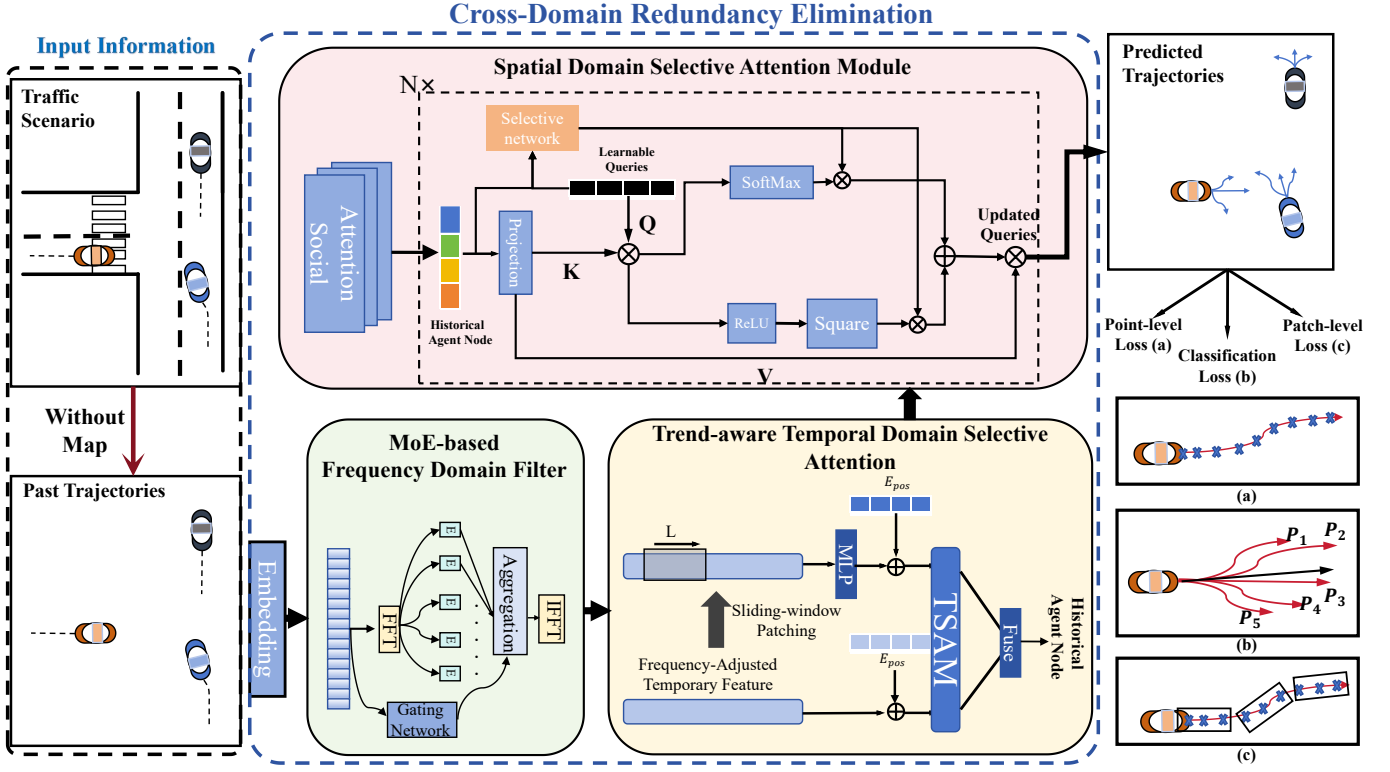 Cross-Domain Redundancy Elimination
Input Information
Traffic
Scenario
Without
Map
Past Trajectories
Embedding
Spatial Domain Selective Attention Module
N×
Attention
Social
Selective
network
Learnable
Queries
Historical
Agent Node
Projection
Q
K
V
SoftMax
ReLU
Square
Updated
Queries
MoE-based
Frequency Domain Filter
FFT
E
E
E
E
E
Aggregation
IFFT
Gating
Network
Trend-aware Temporal Domain Selective
Attention
L
Sliding-window
Patching
Frequency-Adjusted
Temporary Feature
MLP
E_pos
E_pos
TSAM
Fuse
Historical
Agent Node
Predicted
Trajectories
Point-level
Loss (a)
Classification
Loss (b)
Patch-level
Loss (c)
(a)
P_1
P_2
P_3
P_4
P_5
(b)
(c)